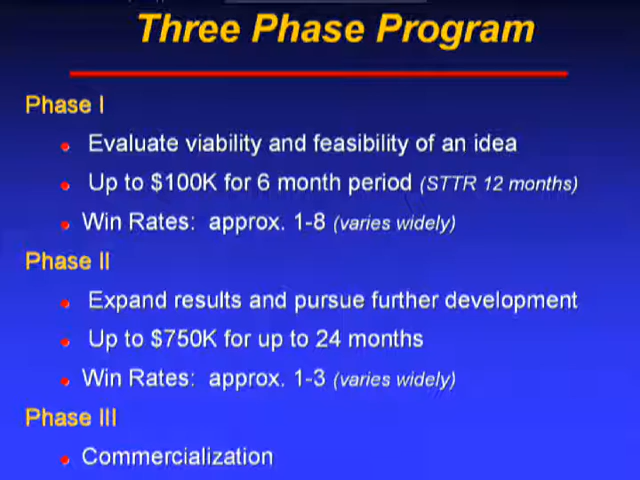 Three Phase Program
Phase I
Evaluate viability and feasibility of an idea
Up to $100K for 6 month period (STTR 12 months)
Win Rates: approx. 1-8 (varies widely)
Phase II
Expand results and pursue further development
Up to $750K for up to 24 months
Win Rates: approx. 1-3 (varies widely)
Phase III
Commercialization